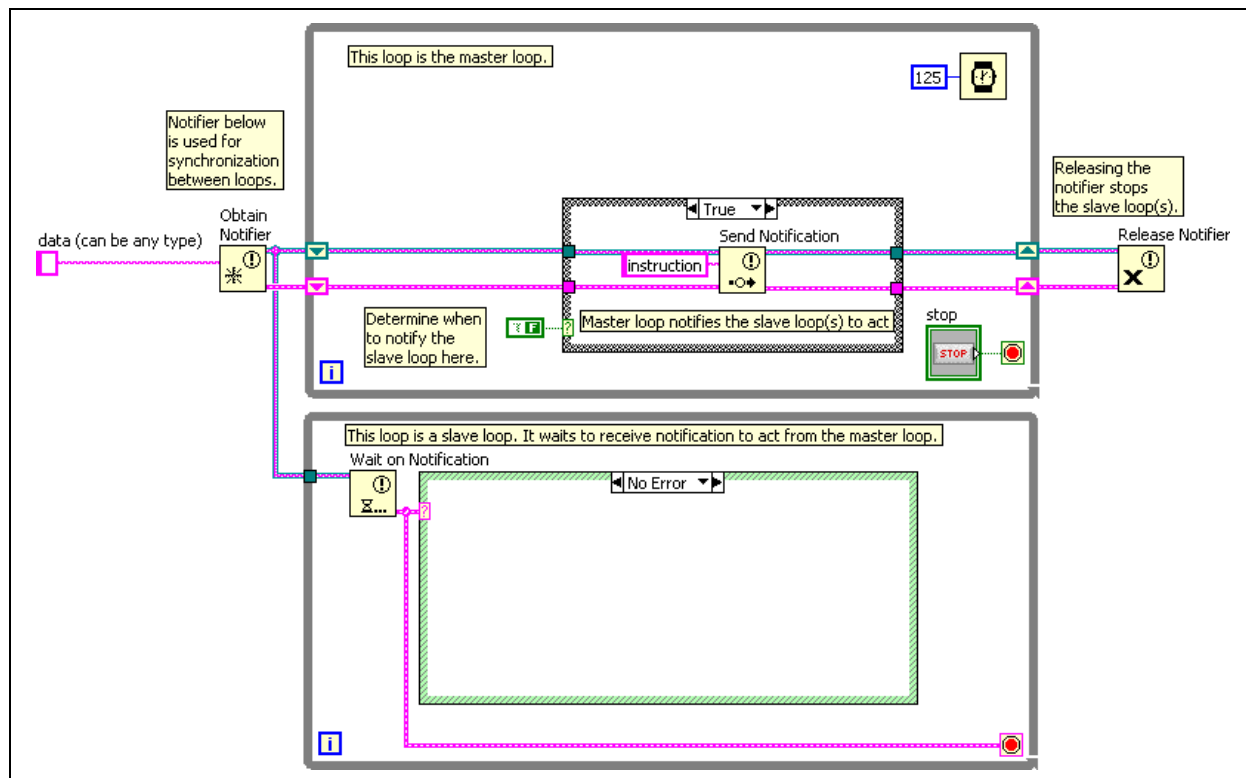 This loop is the master loop.
125
Notifier below
is used for
synchronization
between loops.
Releasing the
notifier stops
the slave loop(s).
True
Obtain
Notifier
data (can be any type)
Send Notification
Release Notifier
instruction
Determine when
to notify the
slave loop here.
F
?
Master loop notifies the slave loop(s) to act
stop
STOP
i
This loop is a slave loop. It waits to receive notification to act from the master loop.
Wait on Notification
No Error
?
i